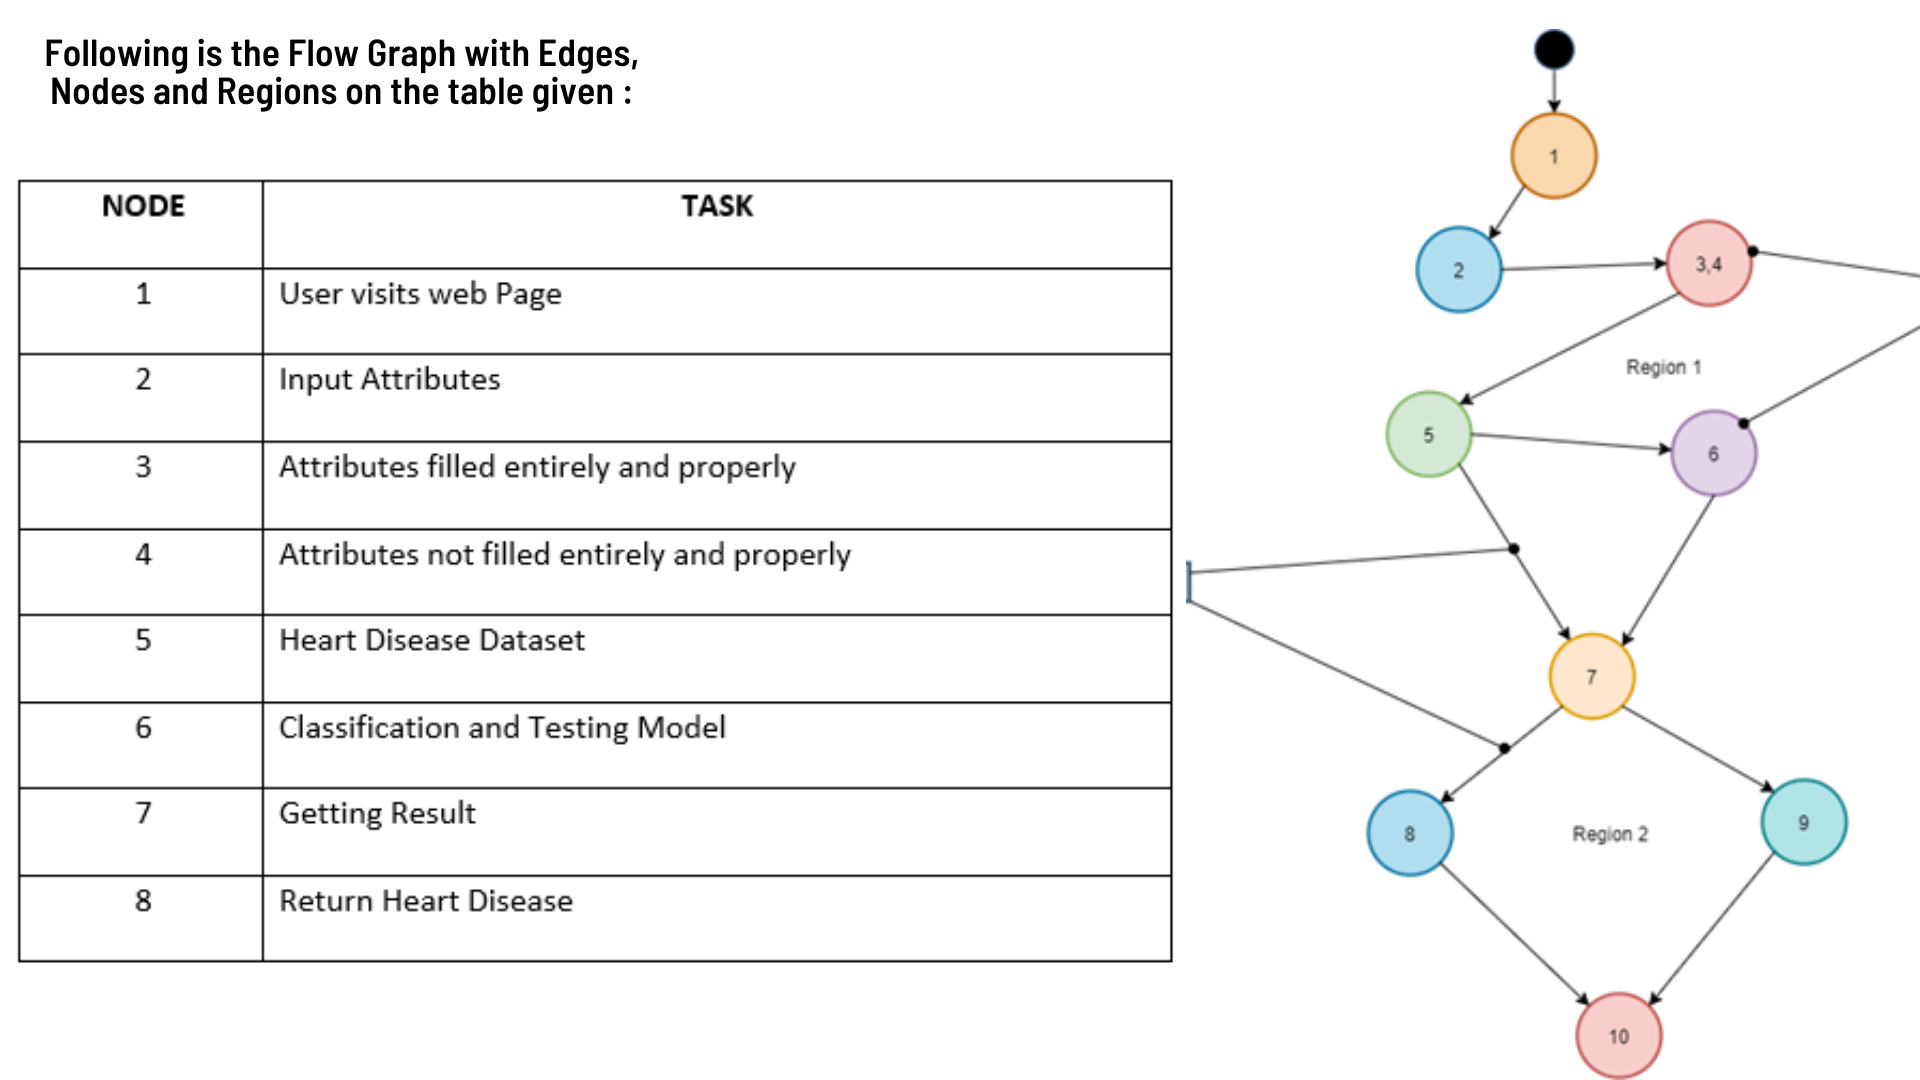 Following is the Flow Graph with Edges,
Nodes and Regions on the table given :
NODE TASK
1 User visits web Page
2 Input Attributes
3 Attributes filled entirely and properly
4 Attributes not filled entirely and properly
5 Heart Disease Dataset
6 Classification and Testing Model
7 Getting Result
8 Return Heart Disease
1
2
3,4
Region 1
5
6
7
8
Region 2
9
10